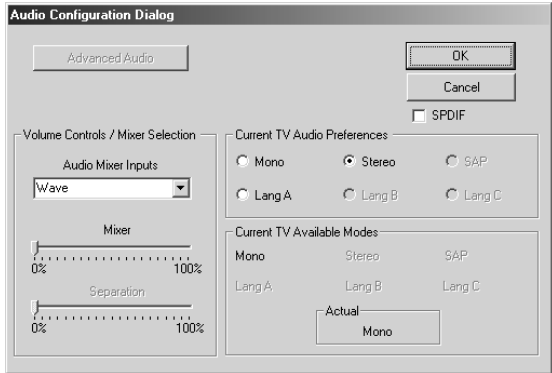 Audio Configuration Dialog
Advanced Audio
OK
Cancel
SPDIF
Volume Controls / Mixer Selection
Audio Mixer Inputs
Wave
Mixer
0% 100%
Separation
0% 100%
Current TV Audio Preferences
Mono Stereo SAP
Lang A Lang B Lang C
Current TV Available Modes
Mono Stereo SAP
Lang A Lang B Lang C
Actual
Mono